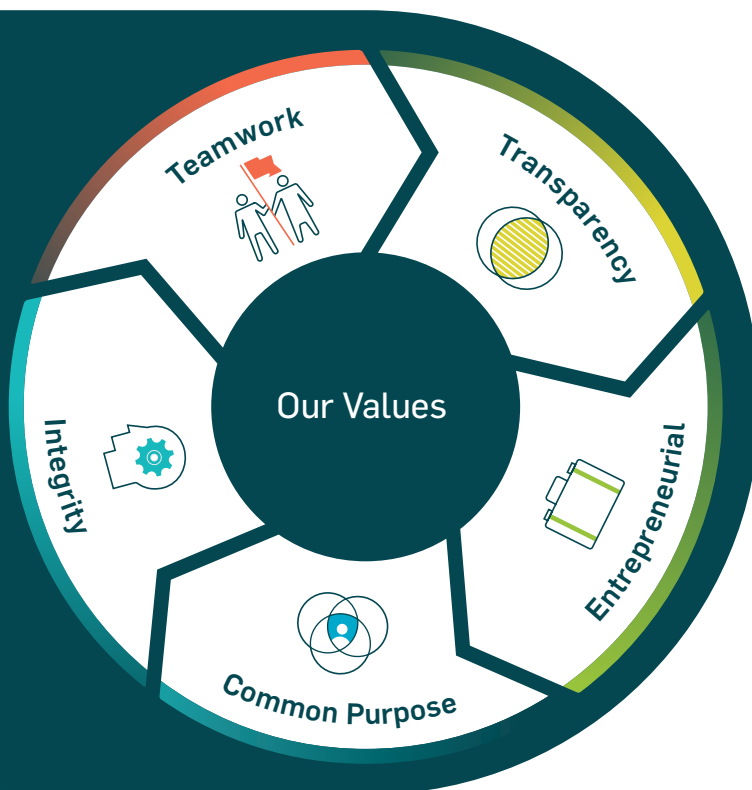 Teamwork
Transparency
Our Values
Integrity
Entrepreneurial
Common Purpose